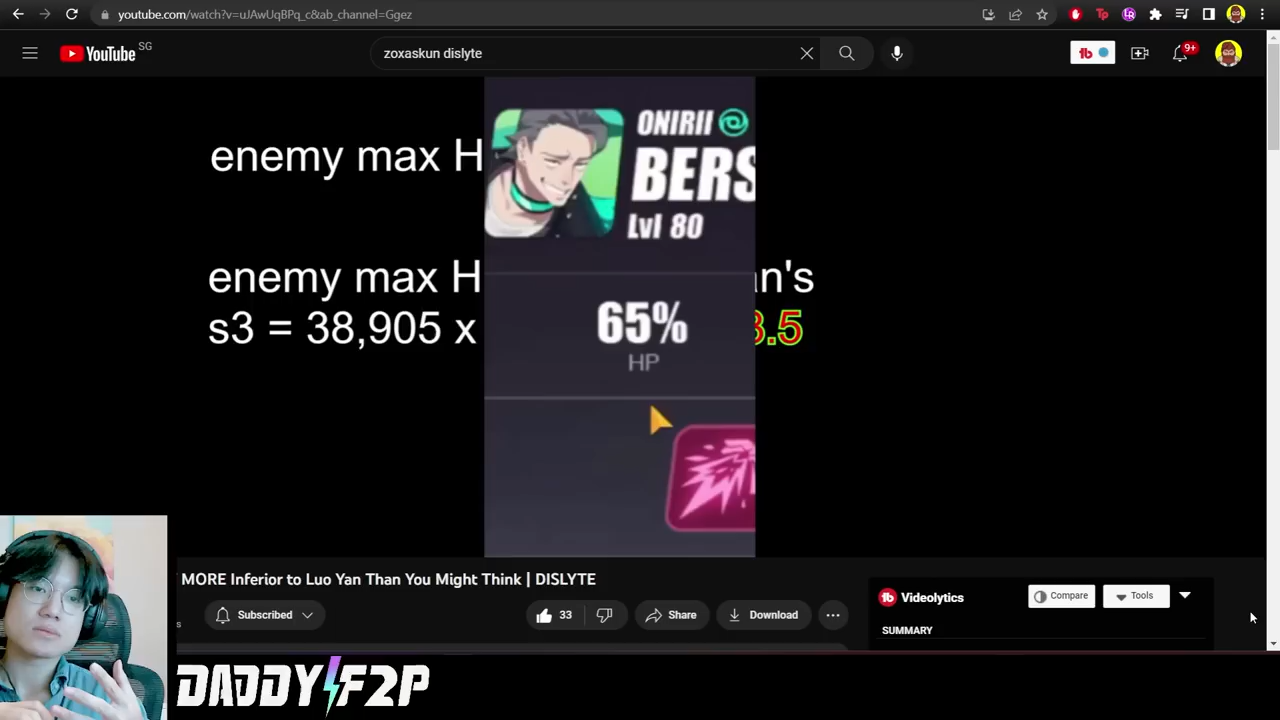 youtube.com/watch?v=uJAwUqBPq_c&ab_channel=Ggez
YouTube SG
zoxaskun dislyte
9+
ONIRII
BERS
Lvl 80
enemy max H
65%
HP
enemy max H an's
s3 = 38,905 x 3.5
MORE Inferior to Luo Yan Than You Might Think | DISLYTE
Subscribed
33
Share
Download
Videolytics
Compare
Tools
SUMMARY
DADDY F2P